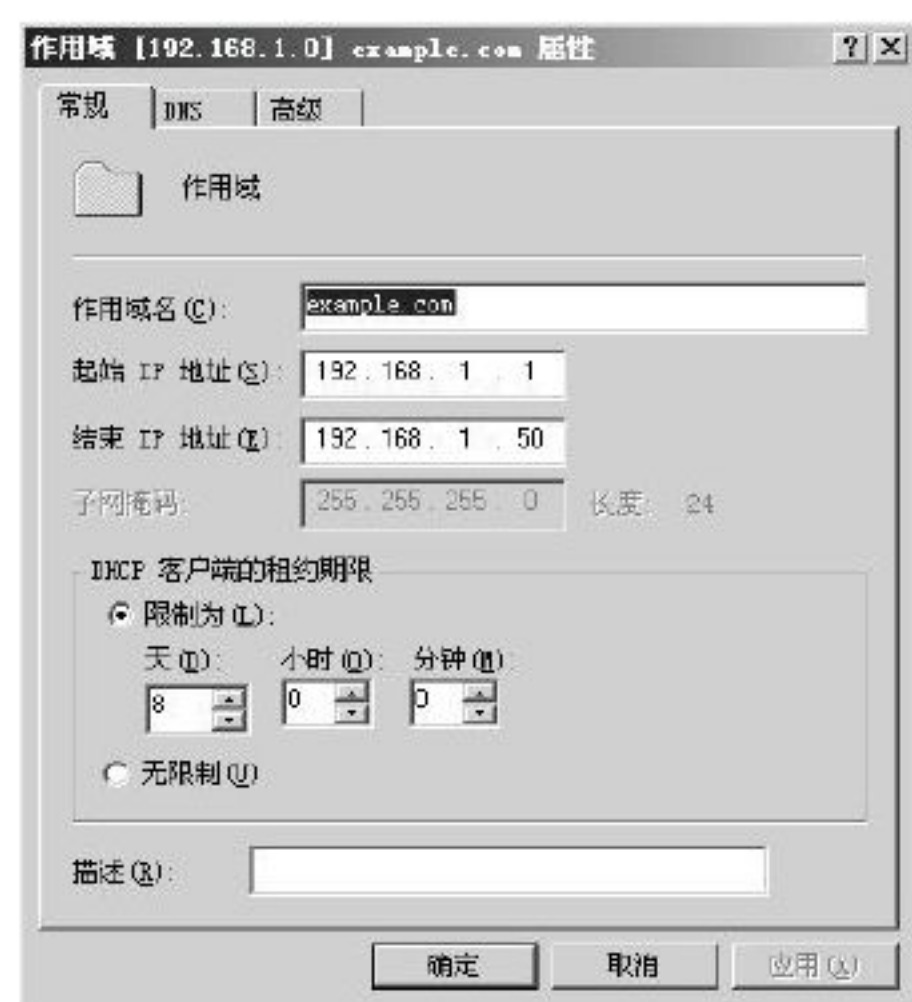 作用域 [192.168.1.0] example.com 属性 ? ×
常规 DNS 高级
作用域
作用域名(C): example.com
起始 IP 地址(S): 192 . 168 . 1 . 1
结束 IP 地址(E): 192 . 168 . 1 . 50
子网掩码: 255 . 255 . 255 . 0 长度: 24
DHCP 客户端的租约期限
限制为(L):
天(D): 小时(O): 分钟(M):
8 0 0
无限制(U)
描述(R):
确定 取消 应用(A)